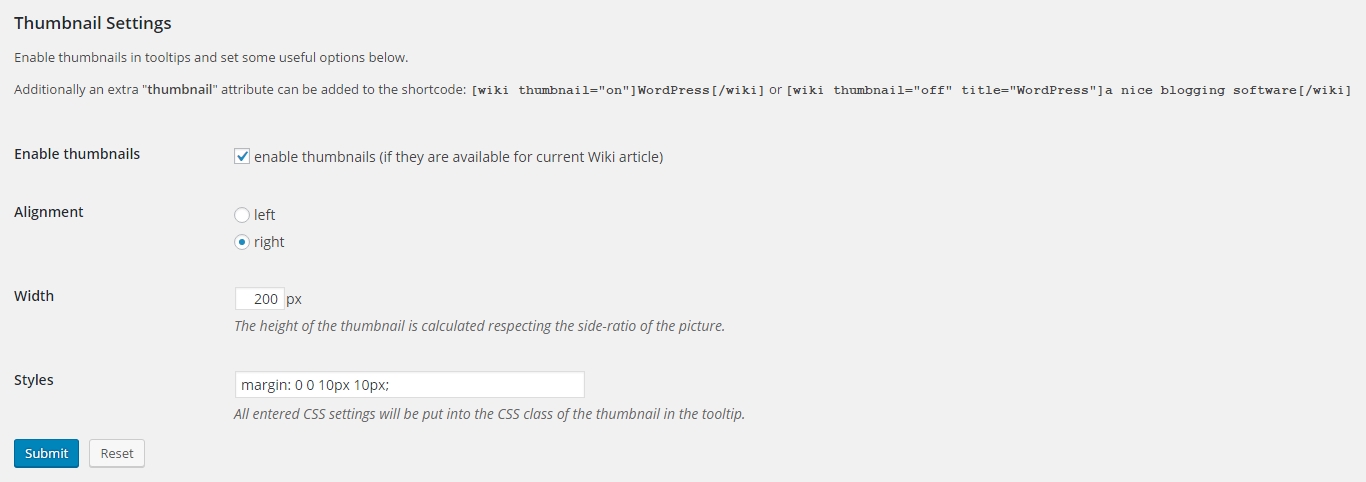 Thumbnail Settings
Enable thumbnails in tooltips and set some useful options below.
Additionally an extra "thumbnail" attribute can be added to the shortcode: [wiki thumbnail="on"]WordPress[/wiki] or [wiki thumbnail="off" title="WordPress"]a nice blogging software[/wiki]
Enable thumbnails enable thumbnails (if they are available for current Wiki article)
Alignment left
right
Width 200 px
The height of the thumbnail is calculated respecting the side-ratio of the picture.
Styles margin: 0 0 10px 10px;
All entered CSS settings will be put into the CSS class of the thumbnail in the tooltip.
Submit Reset